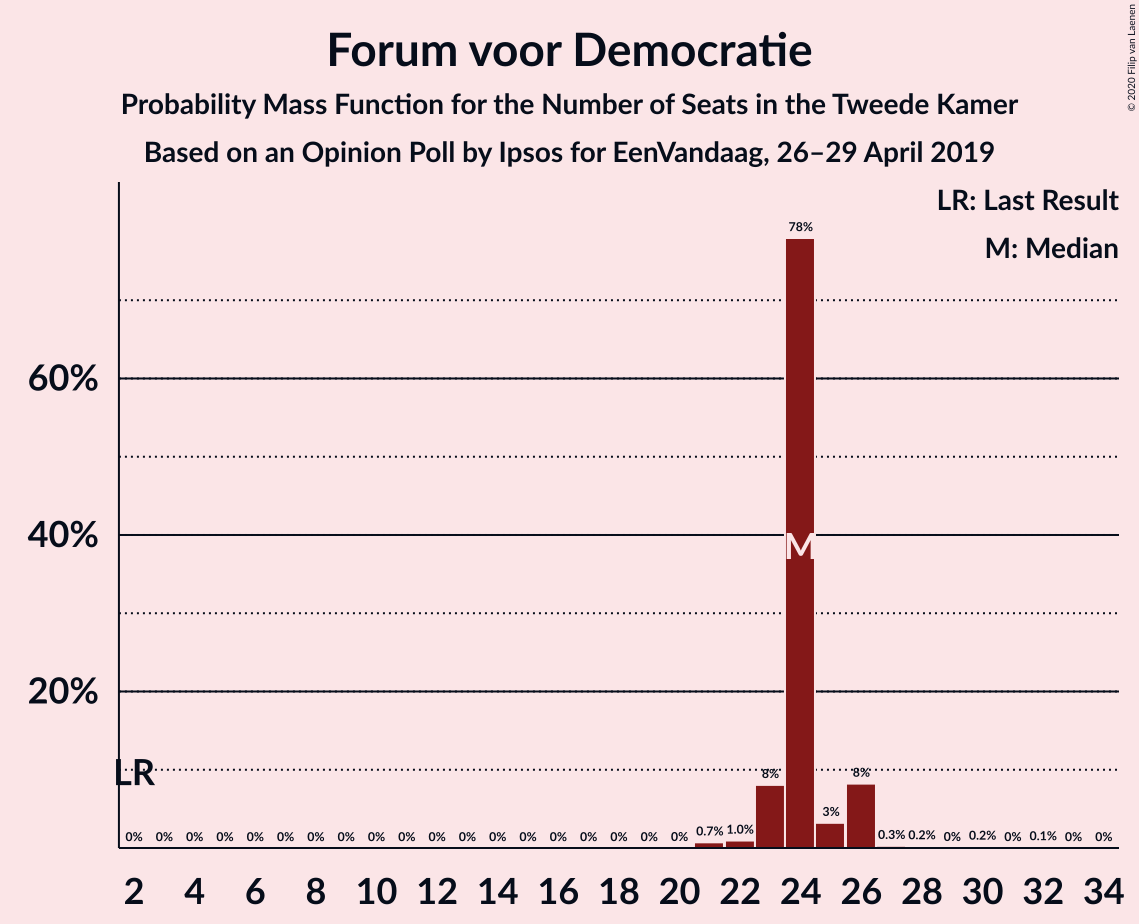 Forum voor Democratie
Probability Mass Function for the Number of Seats in the Tweede Kamer
Based on an Opinion Poll by Ipsos for EenVandaag, 26–29 April 2019
© 2020 Filip van Laenen
LR: Last Result
M: Median
78%
60%
40%
M
20%
LR
8% 8%
3%
0% 0% 0% 0% 0% 0% 0% 0% 0% 0% 0% 0% 0% 0% 0% 0% 0% 0% 0% 0.7% 1.0% 0.3% 0.2% 0% 0.2% 0% 0.1% 0% 0%
2 4 6 8 10 12 14 16 18 20 22 24 26 28 30 32 34